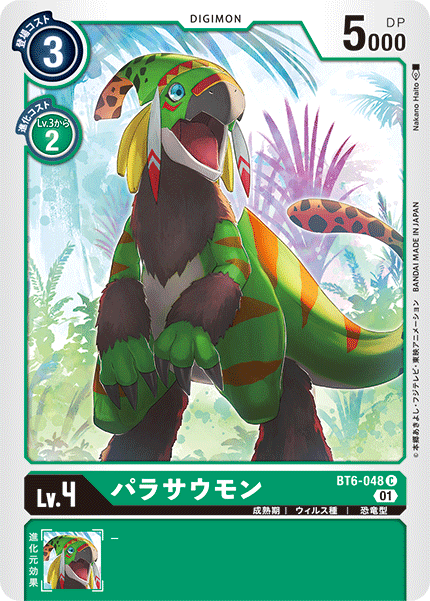 登場コスト
3
DIGIMON
5000
DP
進化コスト
Lv.3から
2
Nakano Haito
©本郷あきよし・フジテレビ・東映アニメーション BANDAI MADE IN JAPAN
Lv.4
パラサウモン
BT6-048 C
01
成熟期 | ウィルス種 | 恐竜型
進化元効果
–